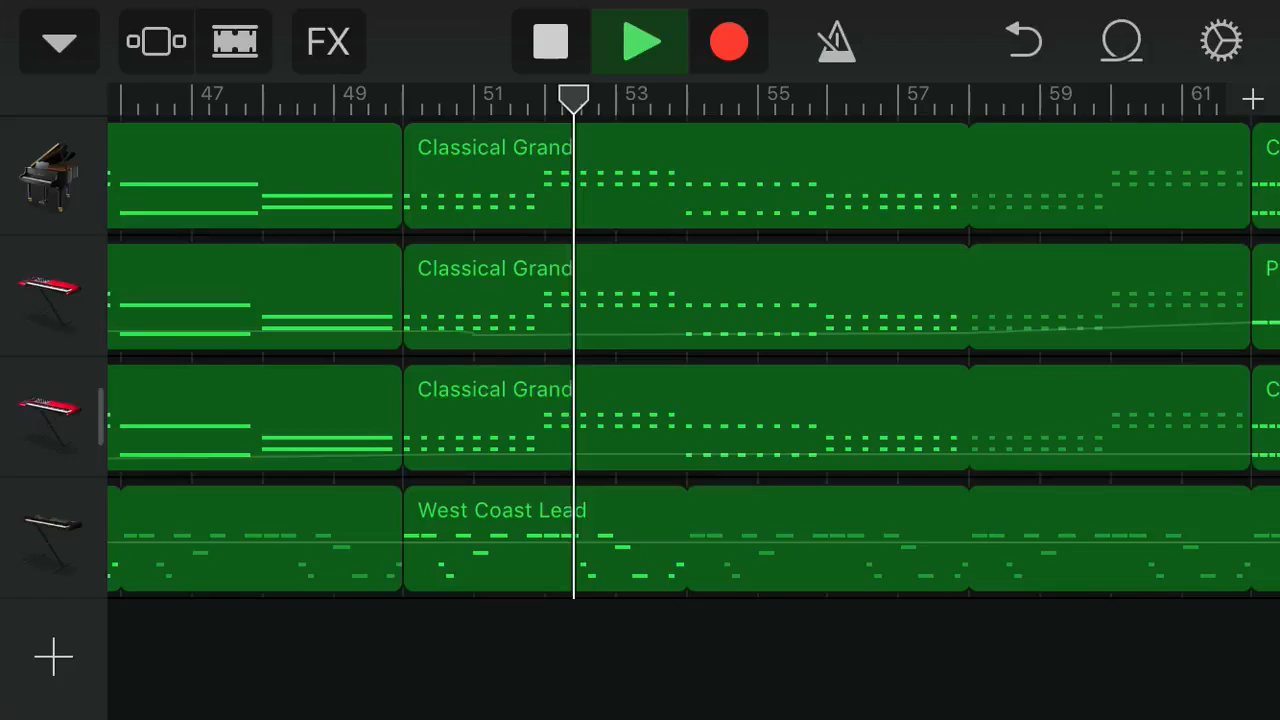 FX
47 49 51 53 55 57 59 61
Classical Grand
C
Classical Grand
P
Classical Grand
C
West Coast Lead